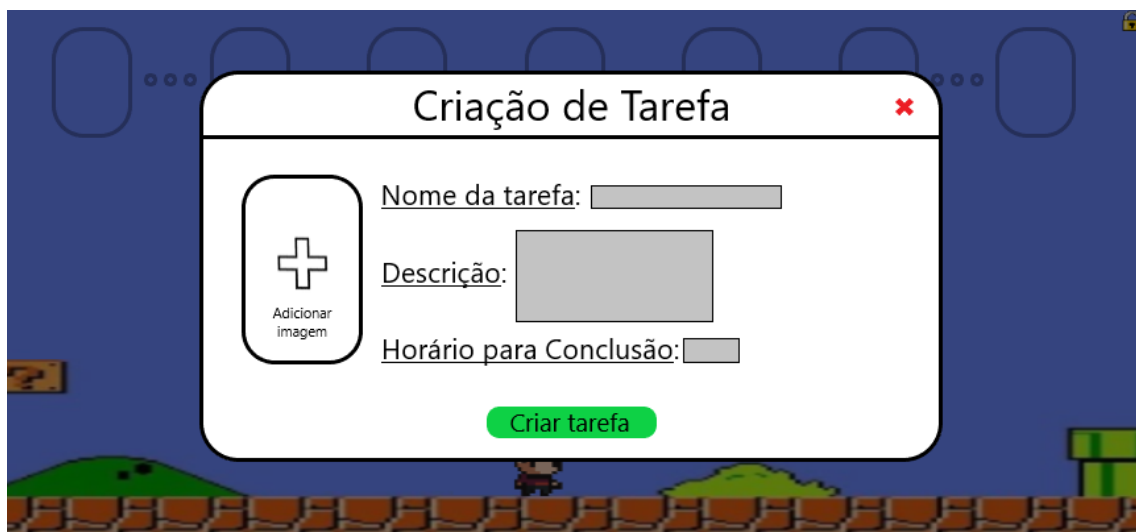 Criação de Tarefa
Nome da tarefa:
Descrição:
Adicionar
imagem
Horário para Conclusão:
Criar tarefa
?